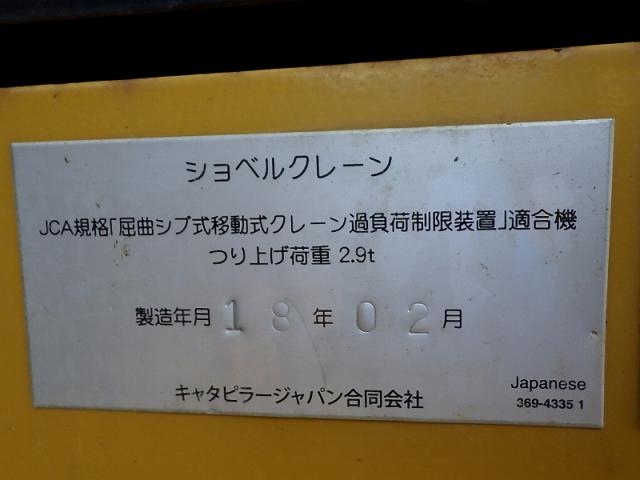 ショベルクレーン
JCA規格｢屈曲ジブ式移動式クレーン過負荷制限装置｣適合機
つり上げ荷重 2.9t
製造年月 18 年 02 月
キャタピラージャパン合同会社
Japanese
369-4335 1